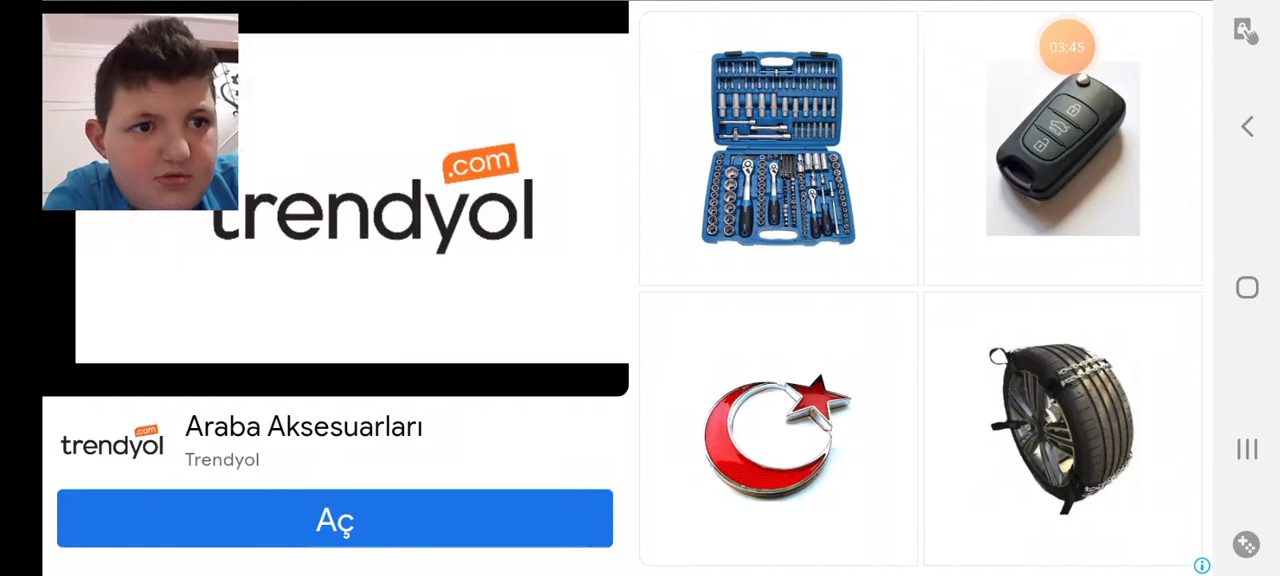 03:45
.com
trendyol
.com
trendyol
Araba Aksesuarları
Trendyol
Aç